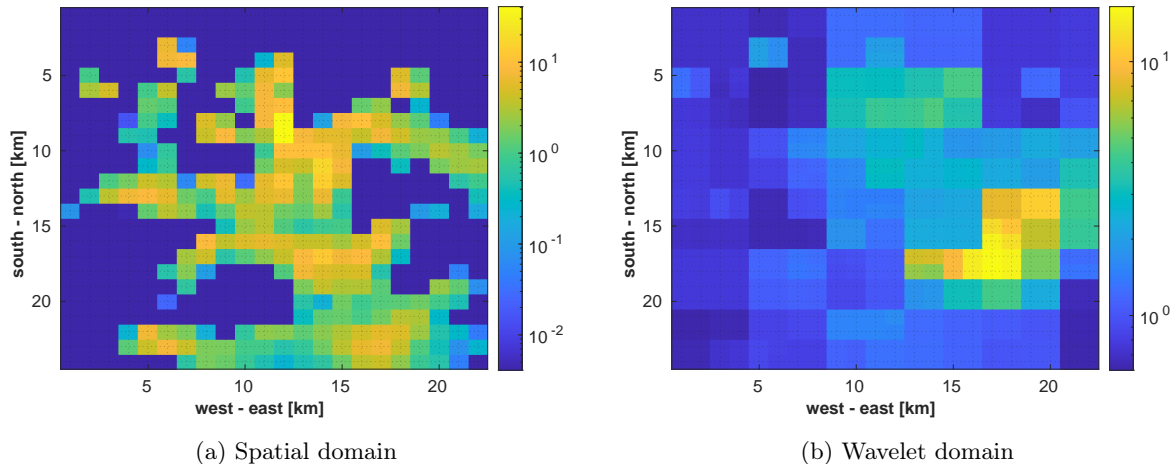 5
10
15
20
south - north [km]
5 10 15 20
west - east [km]
10^1
10^0
10^-1
10^-2
(a) Spatial domain
5
10
15
20
south - north [km]
5 10 15 20
west - east [km]
10^1
10^0
(b) Wavelet domain